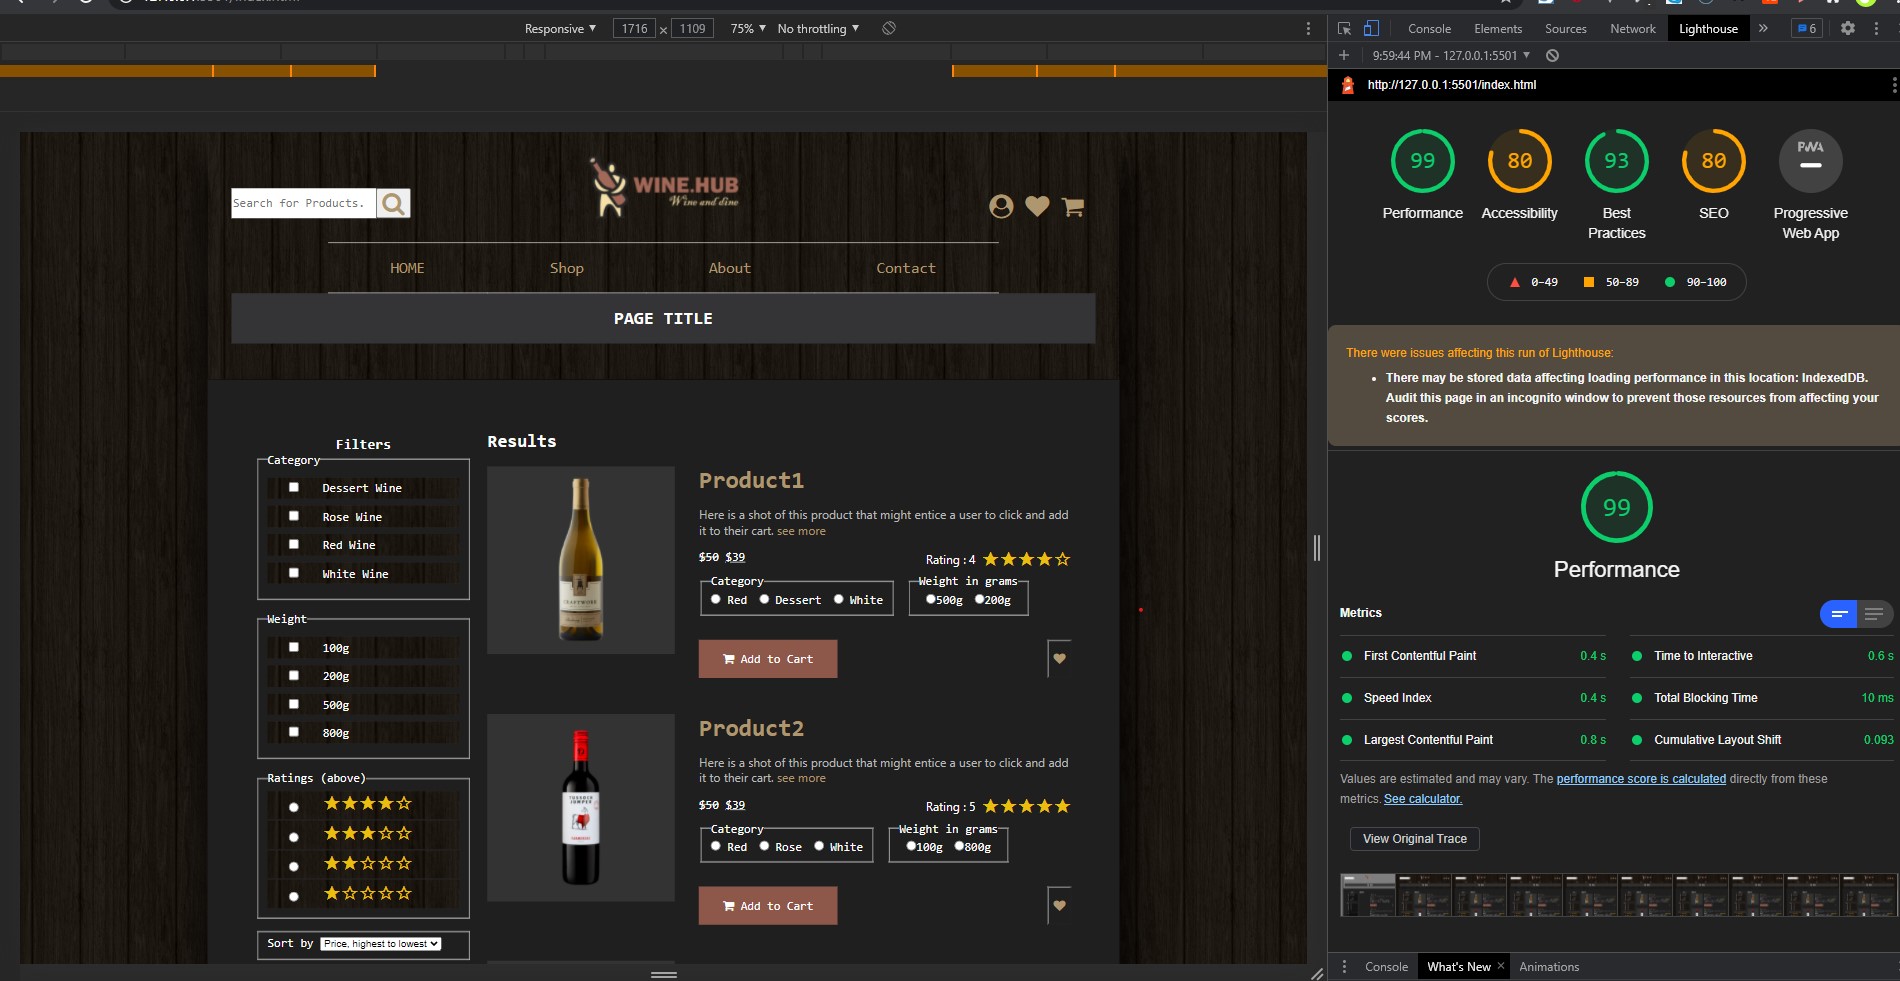 Responsive ▼ 1716 × 1109 75% ▼ No throttling ▼
Search for Products.
WINE.HUB
Wine and dine
HOME Shop About Contact
PAGE TITLE
Filters
Category
Dessert Wine
Rose Wine
Red Wine
White Wine
Weight
100g
200g
500g
800g
Ratings (above)
Sort by Price, highest to lowest
Results
Product1
Here is a shot of this product that might entice a user to click and add
it to their cart. see more
$50 $39 Rating : 4
Category
Red Dessert White
Weight in grams
500g 200g
Add to Cart
Product2
Here is a shot of this product that might entice a user to click and add
it to their cart. see more
$50 $39 Rating : 5
Category
Red Rose White
Weight in grams
100g 800g
Add to Cart
Console Elements Sources Network Lighthouse » 6
+ 9:59:44 PM - 127.0.0.1:5501 ▼
http://127.0.0.1:5501/index.html
99 80 93 80 PWA
Performance Accessibility Best Practices SEO Progressive Web App
0–49 50–89 90–100
There were issues affecting this run of Lighthouse:
• There may be stored data affecting loading performance in this location: IndexedDB.
Audit this page in an incognito window to prevent those resources from affecting your
scores.
99
Performance
Metrics
First Contentful Paint 0.4 s
Time to Interactive 0.6 s
Speed Index 0.4 s
Total Blocking Time 10 ms
Largest Contentful Paint 0.8 s
Cumulative Layout Shift 0.093
Values are estimated and may vary. The performance score is calculated directly from these
metrics. See calculator.
View Original Trace
Console What's New × Animations